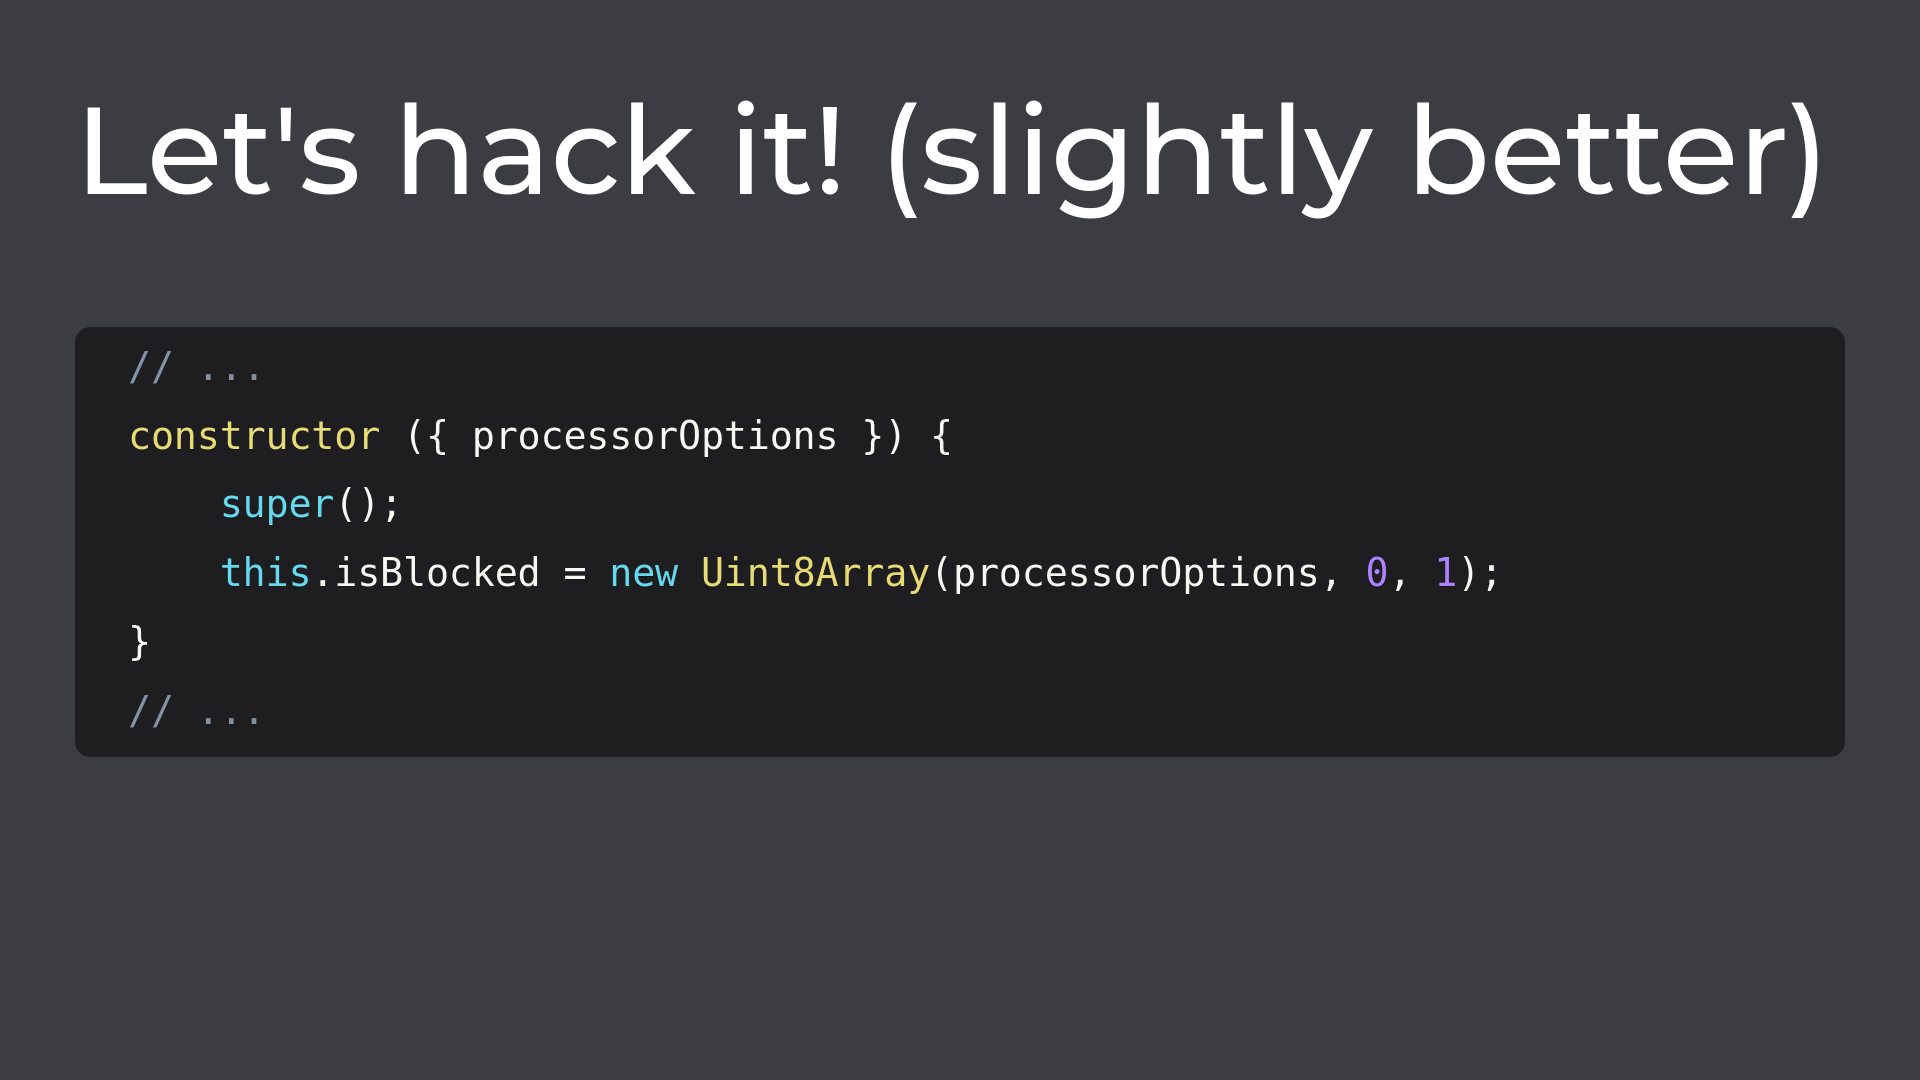 Let's hack it! (slightly better)
// ...
constructor ({ processorOptions }) {
    super();
    this.isBlocked = new Uint8Array(processorOptions, 0, 1);
}
// ...